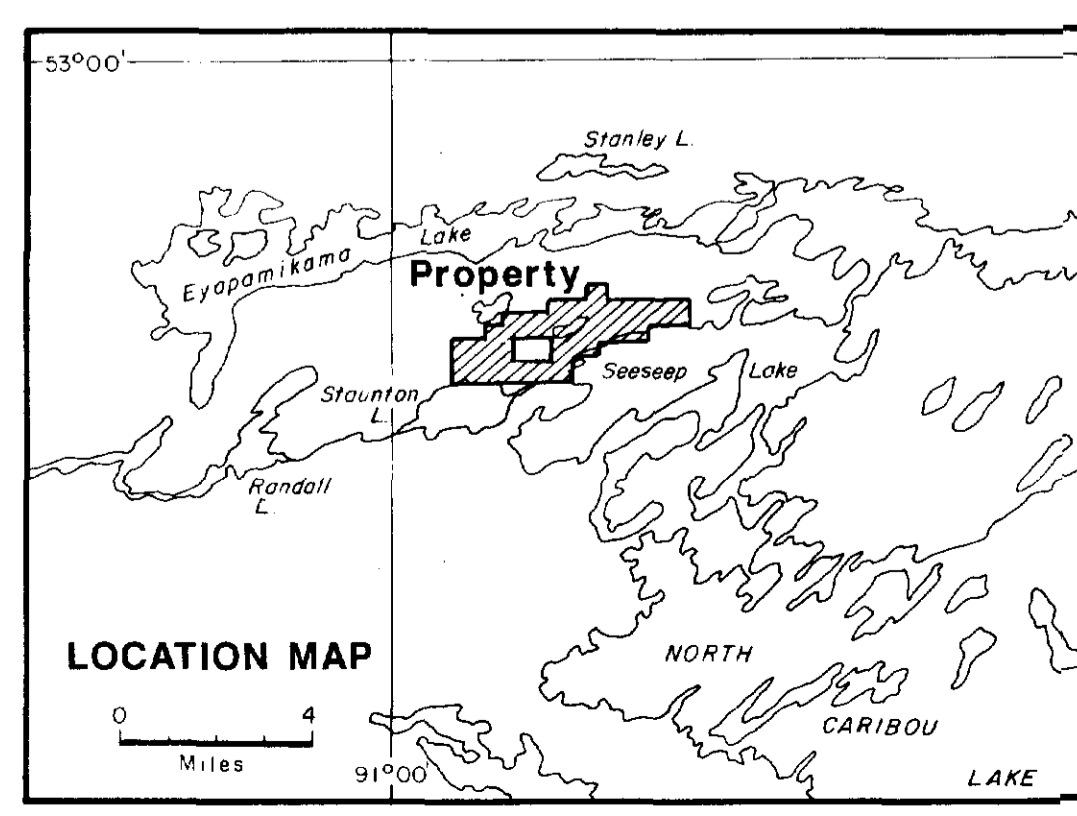 53°00'
Stanley L.
Eyapamikama Lake
Property
Seeseep Lake
Staunton
L.
Randall
L.
LOCATION MAP
NORTH
CARIBOU
LAKE
0 4
Miles
91°00'